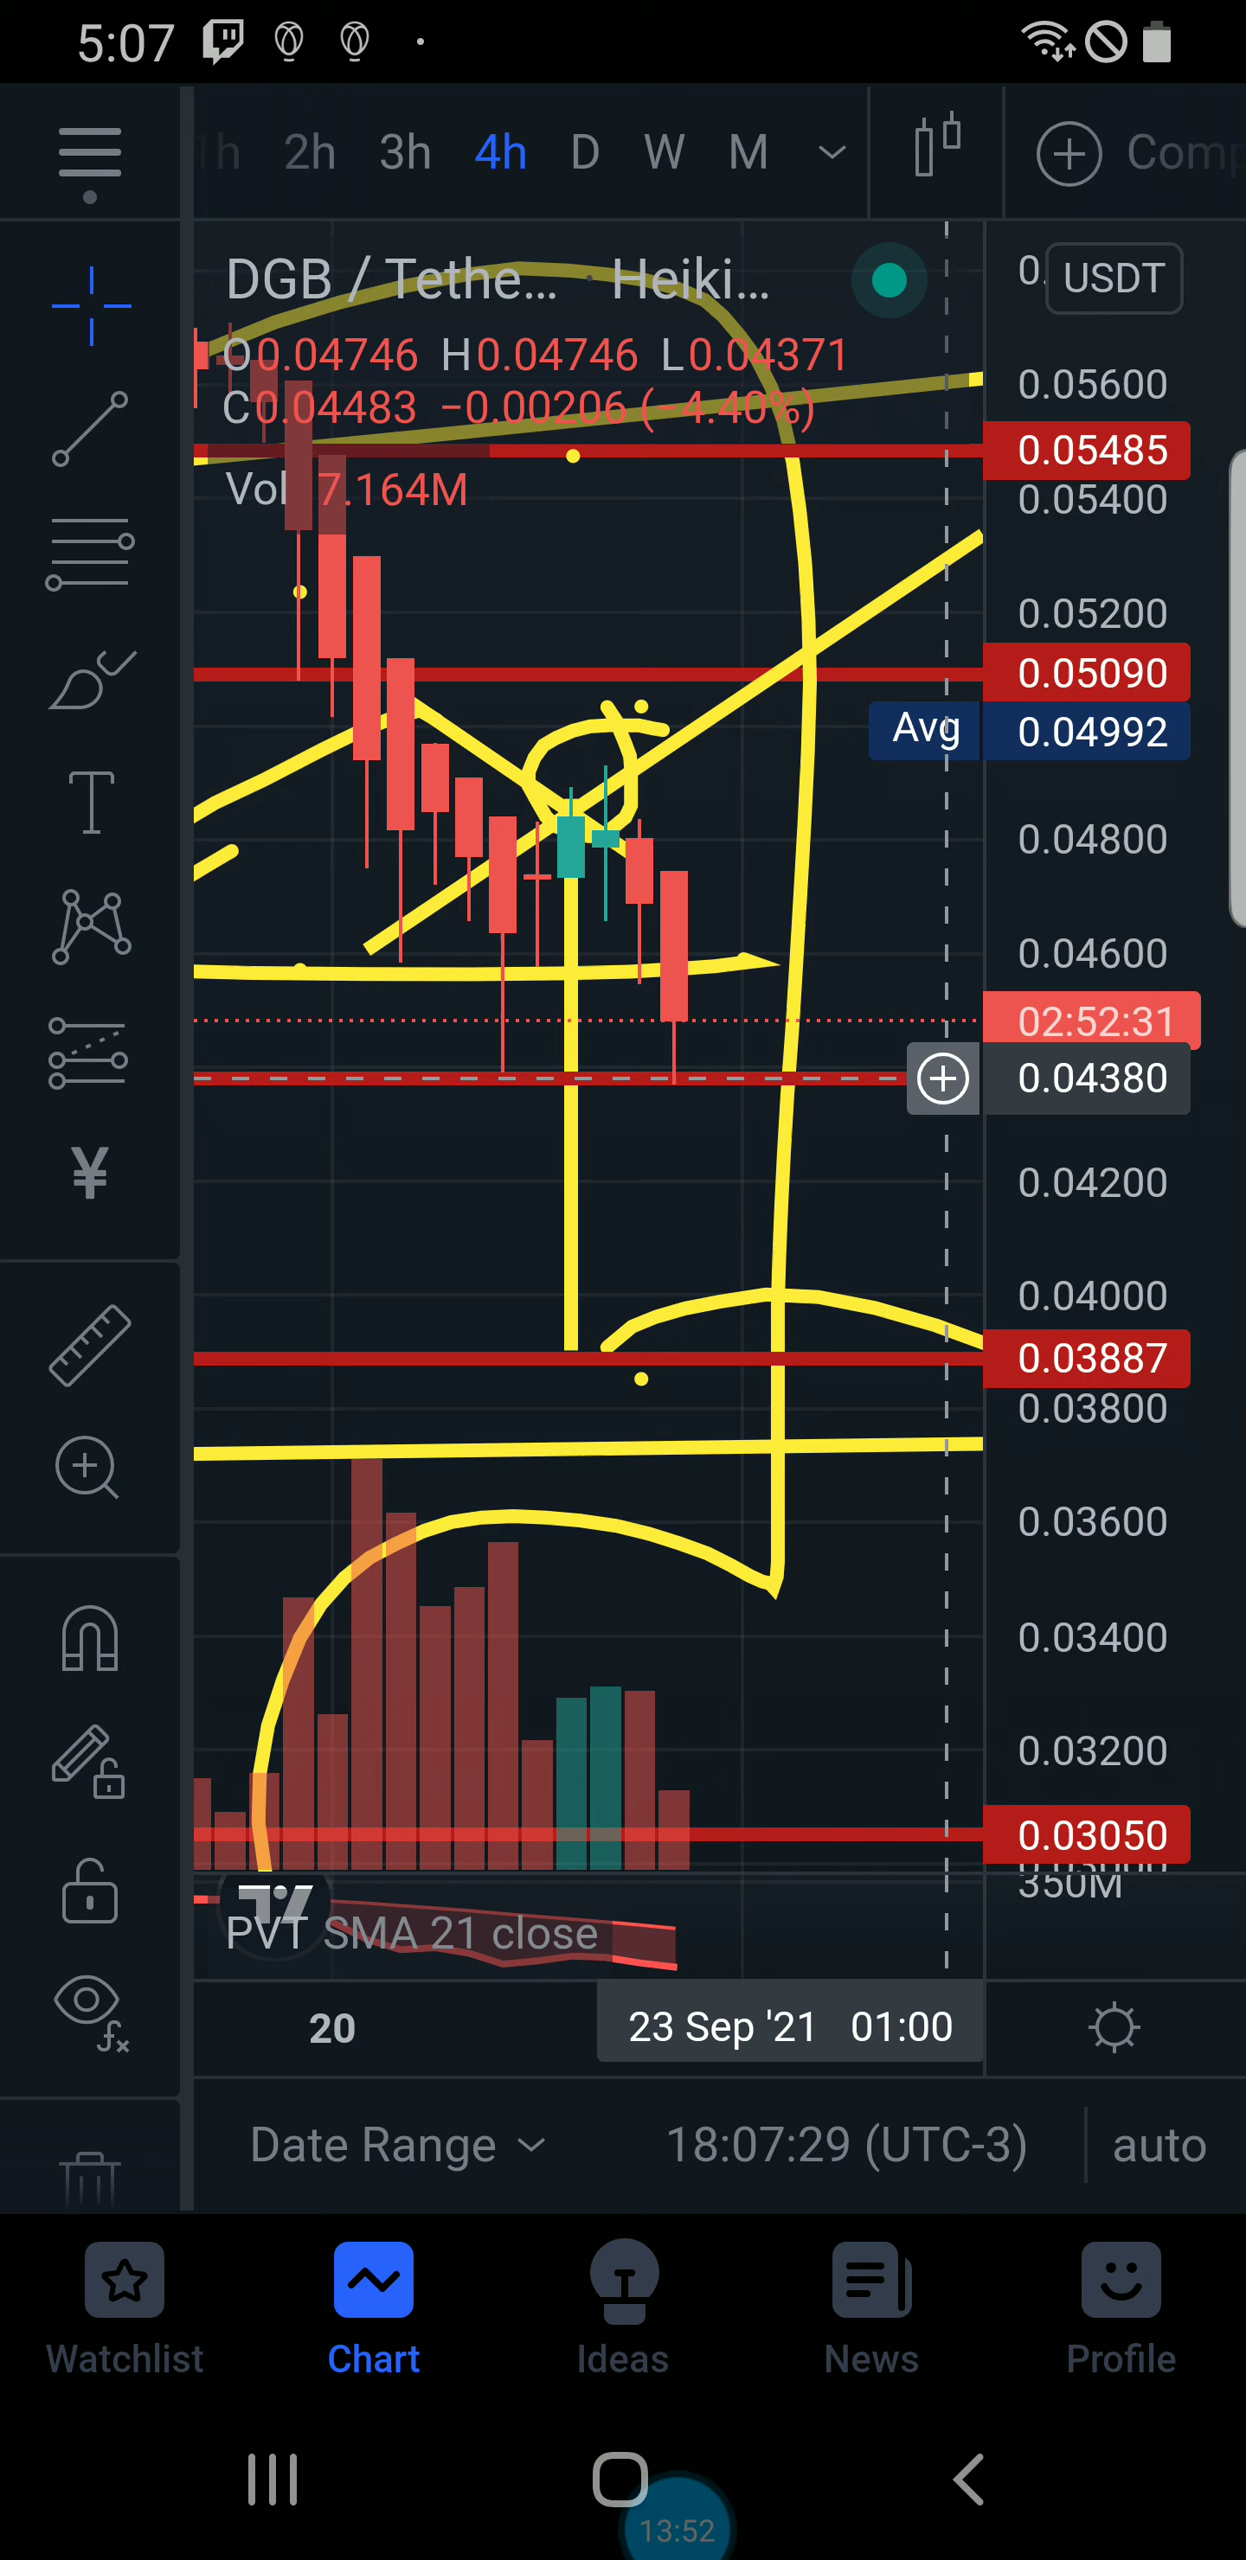 5:07
1h 2h 3h 4h D W M Comp
DGB / Tethe... · Heiki...
O0.04746 H0.04746 L0.04371
C0.04483 −0.00206 (−4.40%)
Vol 7.164M
USDT
0.05600
0.05485
0.05400
0.05200
0.05090
Avg 0.04992
0.04800
0.04600
02:52:31
0.04380
0.04200
0.04000
0.03887
0.03800
0.03600
0.03400
0.03200
0.03050
0.03000
350M
PVT SMA 21 close
20 23 Sep '21 01:00
Date Range 18:07:29 (UTC-3) auto
Watchlist Chart Ideas News Profile
13:52